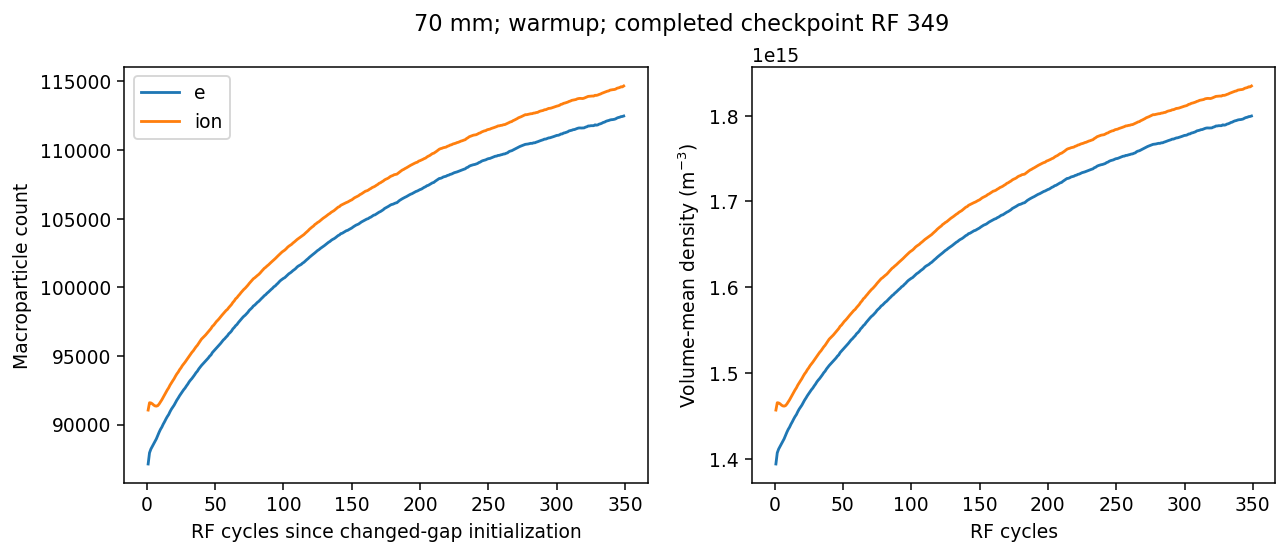 70 mm; warmup; completed checkpoint RF 349
1e15
115000
110000
105000
100000
95000
90000
Macroparticle count
e
ion
0 50 100 150 200 250 300 350
RF cycles since changed-gap initialization
1.8
1.7
1.6
1.5
1.4
Volume-mean density (m⁻³)
0 50 100 150 200 250 300 350
RF cycles